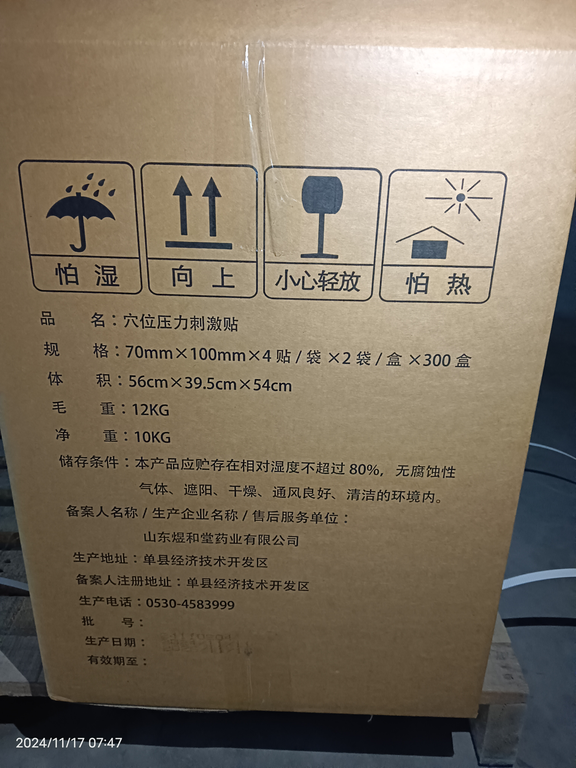 怕 湿
向 上
小心轻放
怕 热
品 名：穴位压力刺激贴
规 格：70mm×100mm×4 贴 / 袋 ×2 袋 / 盒 ×300 盒
体 积：56cm×39.5cm×54cm
毛 重：12KG
净 重：10KG
储存条件：本产品应贮存在相对湿度不超过 80%，无腐蚀性
气体、遮阳、干燥、通风良好、清洁的环境内。
备案人名称 / 生产企业名称 / 售后服务单位：
山东煜和堂药业有限公司
生产地址：单县经济技术开发区
备案人注册地址：单县经济技术开发区
生产电话：0530-4583999
批 号：
生产日期：
有效期至：
2024/11/17 07:47